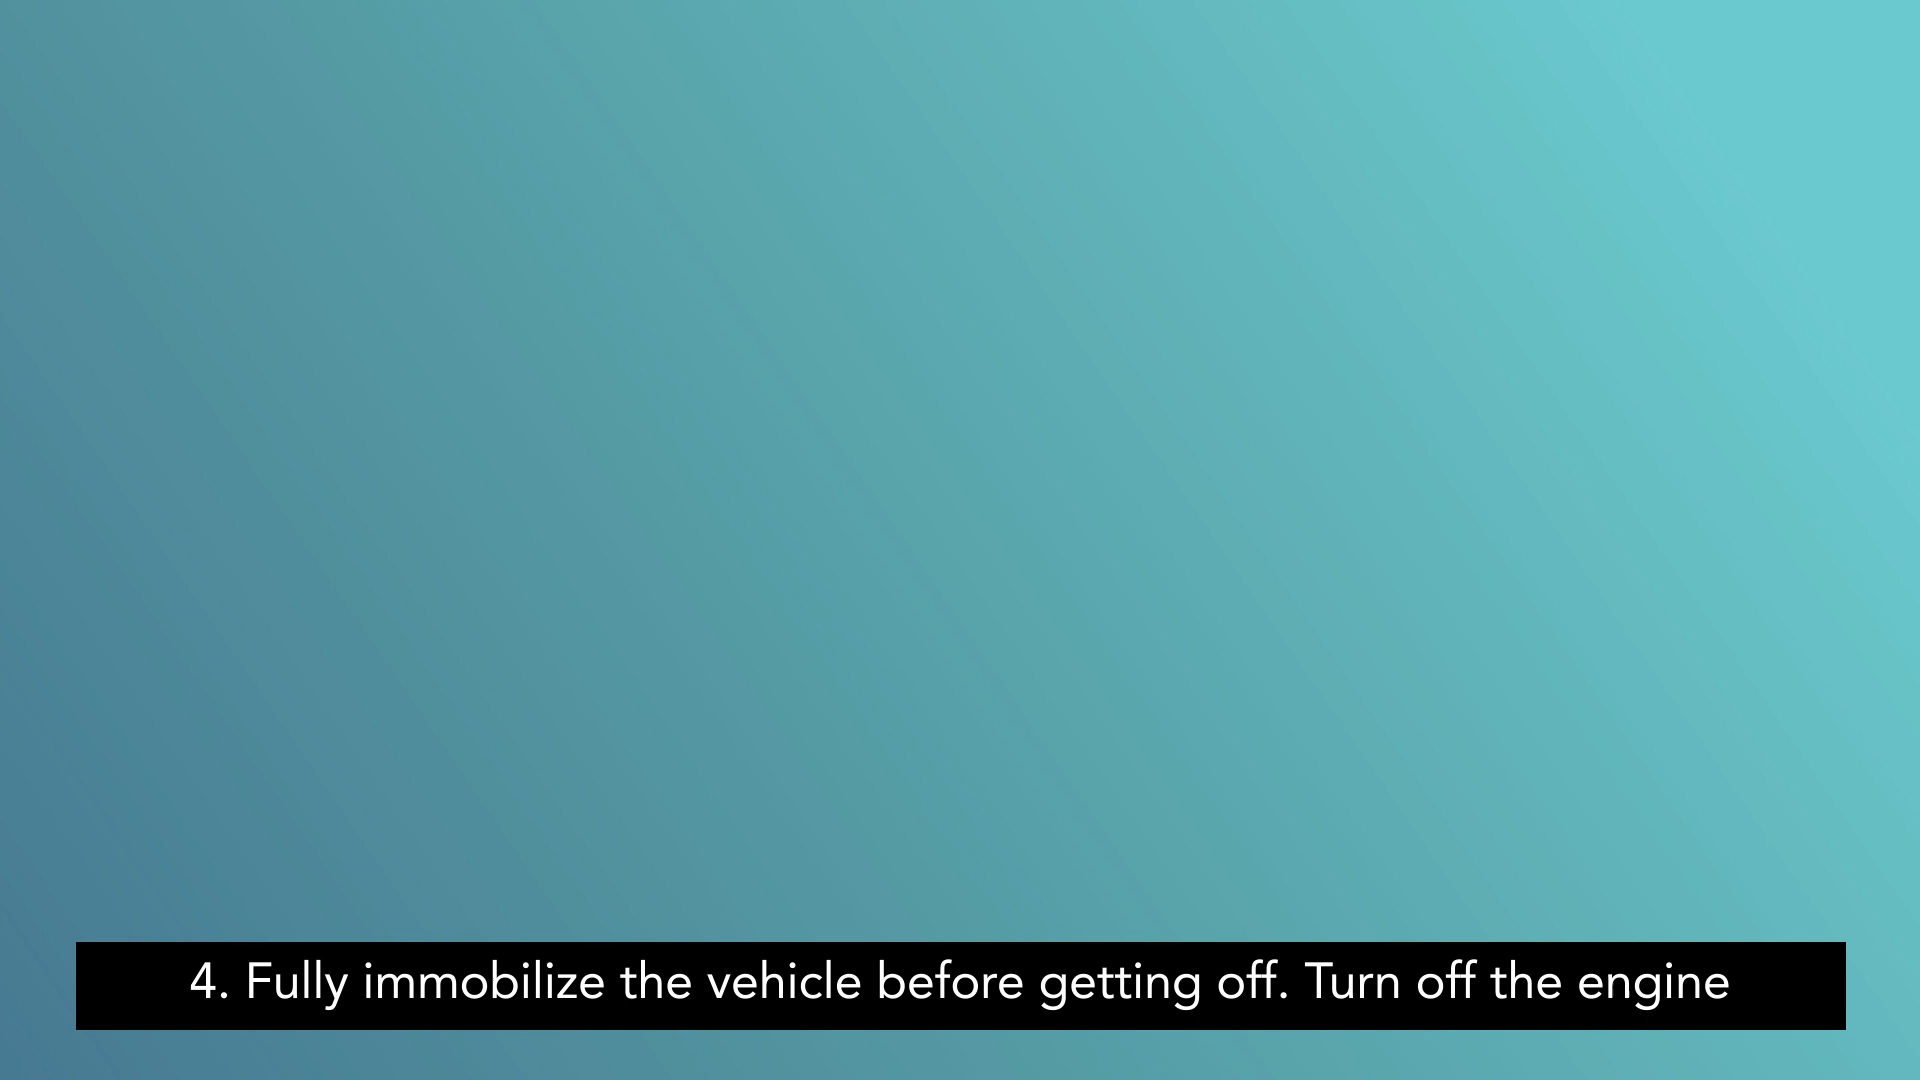 4. Fully immobilize the vehicle before getting off. Turn off the engine